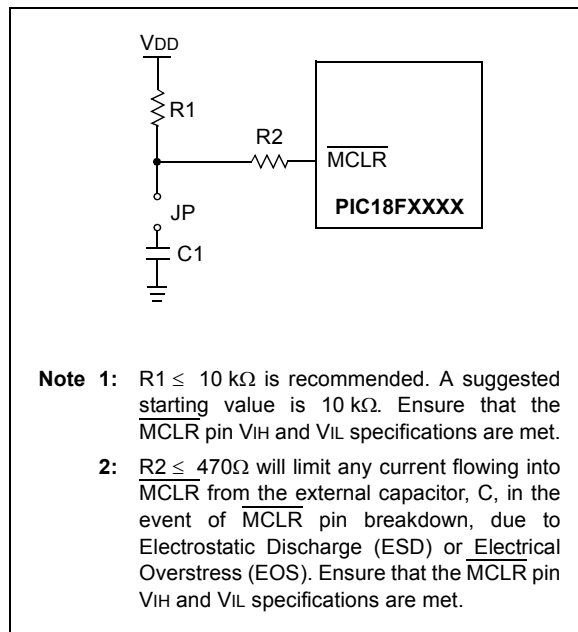 VDD
R1
R2
MCLR
JP
PIC18FXXXX
C1
Note 1: R1 ≤ 10 kΩ is recommended. A suggested
starting value is 10 kΩ. Ensure that the
MCLR pin VIH and VIL specifications are met.
2: R2 ≤ 470Ω will limit any current flowing into
MCLR from the external capacitor, C, in the
event of MCLR pin breakdown, due to
Electrostatic Discharge (ESD) or Electrical
Overstress (EOS). Ensure that the MCLR pin
VIH and VIL specifications are met.